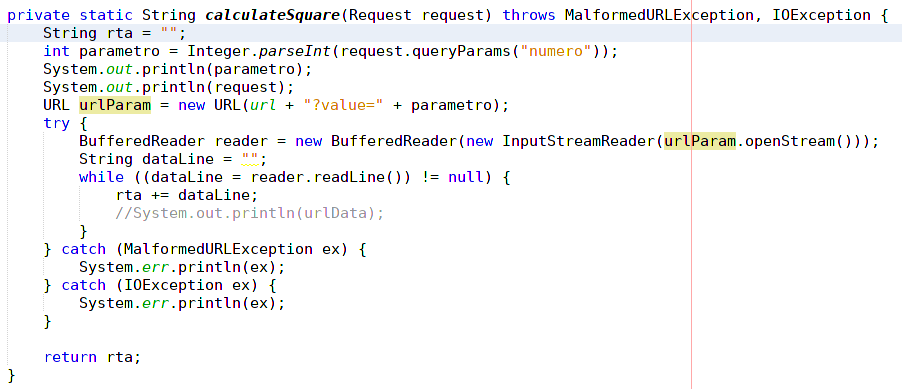 private static String calculateSquare(Request request) throws MalformedURLException, IOException {
    String rta = "";
    int parametro = Integer.parseInt(request.queryParams("numero"));
    System.out.println(parametro);
    System.out.println(request);
    URL urlParam = new URL(url + "?value=" + parametro);
    try {
        BufferedReader reader = new BufferedReader(new InputStreamReader(urlParam.openStream()));
        String dataLine = "";
        while ((dataLine = reader.readLine()) != null) {
            rta += dataLine;
            //System.out.println(urlData);
        }
    } catch (MalformedURLException ex) {
        System.err.println(ex);
    } catch (IOException ex) {
        System.err.println(ex);
    }

    return rta;
}